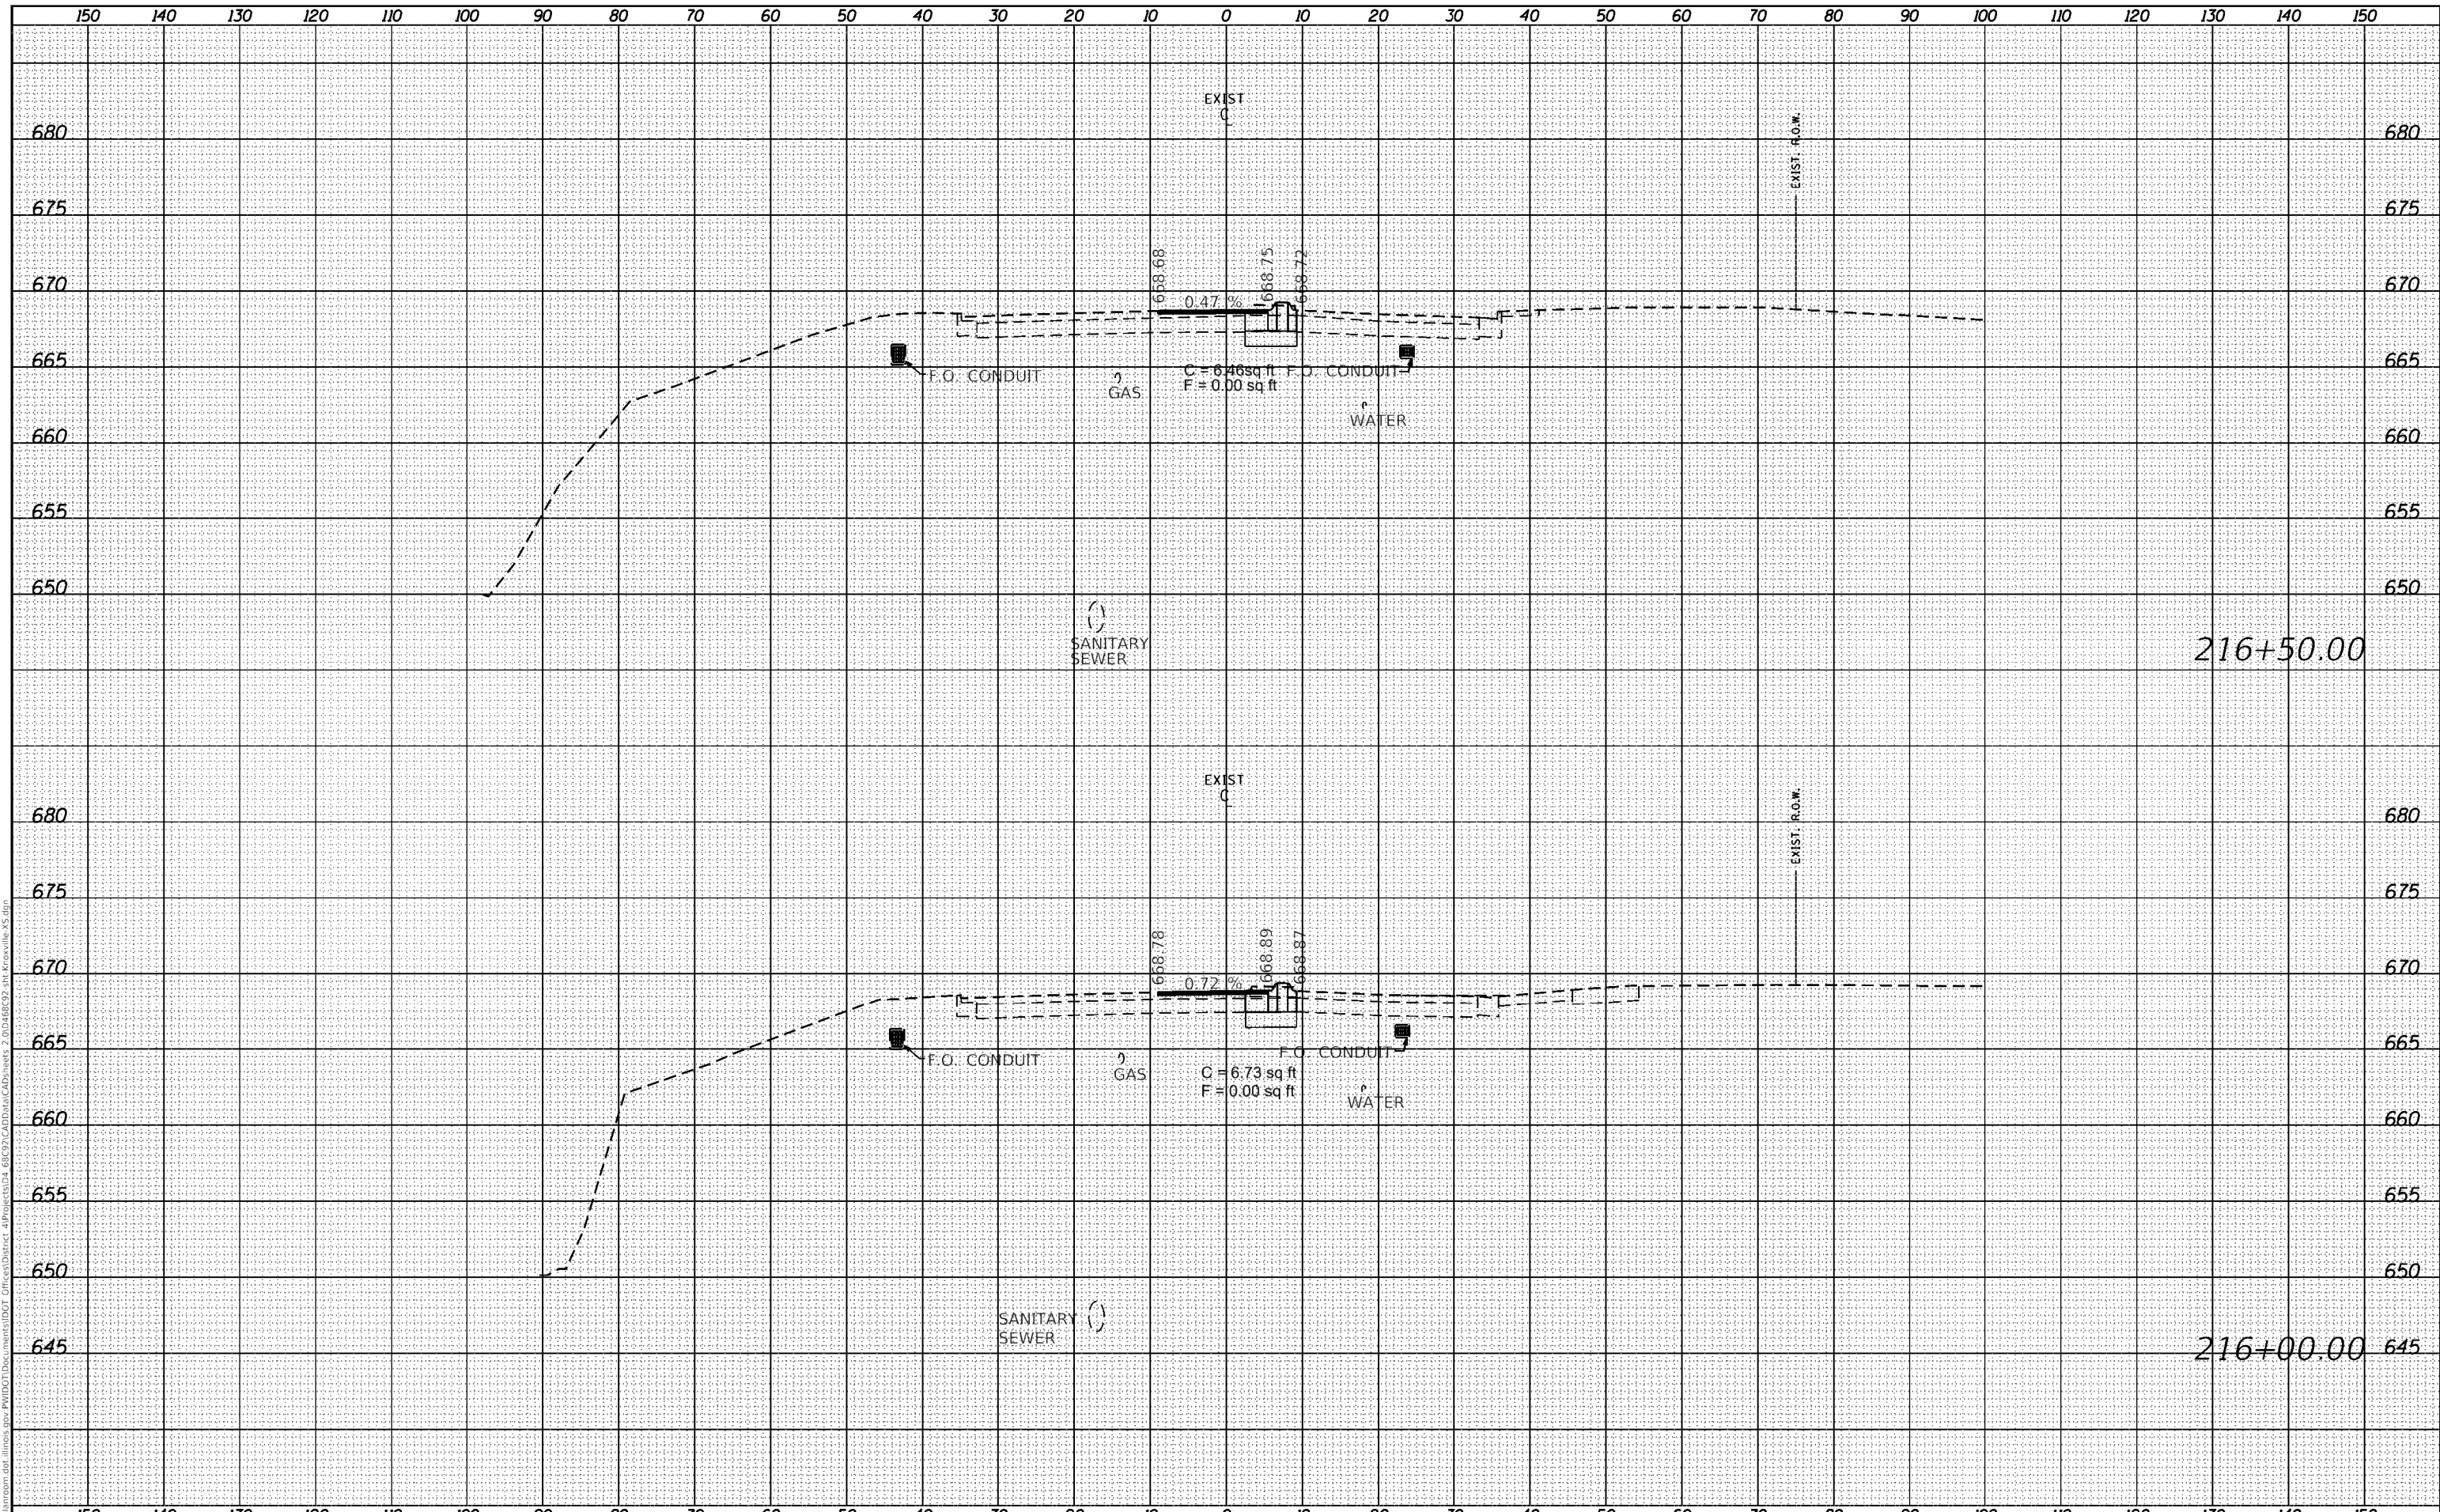 150 140 130 120 110 100 90 80 70 60 50 40 30 20 10 0 10 20 30 40 50 60 70 80 90 100 110 120 130 140 150
EXIST
C
EXIST. R.O.W.
680 680
675 675
668.68 668.75 668.72
670 670
0.47 %
665 665
F.O. CONDUIT
GAS
C = 6.46sq ft F.O. CONDUIT
F = 0.00 sq ft
WATER
660 660
655 655
650 650
SANITARY
SEWER
216+50.00
EXIST
C
EXIST. R.O.W.
680 680
675 675
668.78 668.89 668.87
670 670
0.72 %
665 665
F.O. CONDUIT
F.O. CONDUIT
GAS
C = 6.73 sq ft
F = 0.00 sq ft
WATER
660 660
655 655
650 650
SANITARY
SEWER
645 216+00.00 645